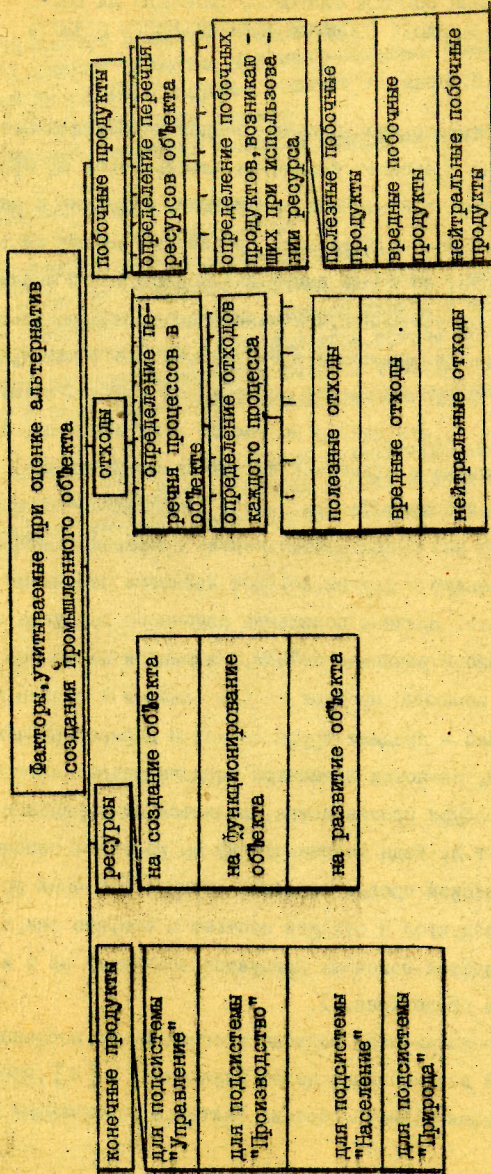 Факторы,учитываемые при оценке альтернатив
создания промышленного объекта
конечные продукты
для подсистемы
"Управление"
для подсистемы
"Производство"
для подсистемы
"Население"
для подсистемы
"Природа"
ресурсы
на создание объекта
на функционирование
объекта
на развитие объекта
отходы
определение пе-
речня процессов в
объекте
определение отходов
каждого процесса
полезные отходы
вредные отходы
нейтральные отходы
побочные продукты
определение перечня
ресурсов объекта
определение побочных
продуктов,возникаю -
щих при использова -
нии ресурса
полезные побочные
продукты
вредные побочные
продукты
нейтральные побочные
продукты